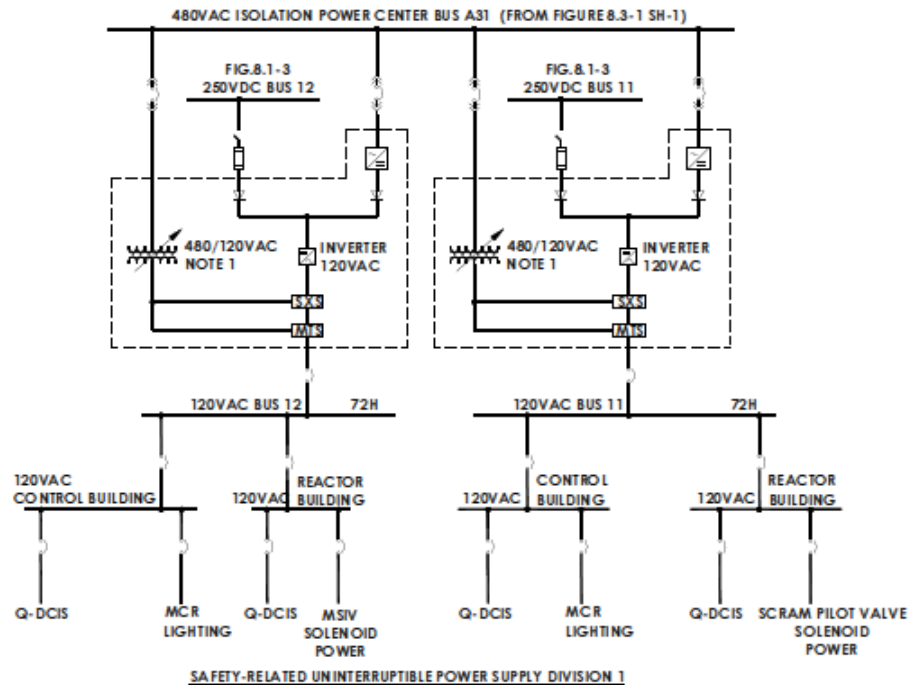 480VAC ISOLATION POWER CENTER BUS A31 (FROM FIGURE 8.3-1 SH-1)
FIG.8.1-3
250VDC BUS 12
FIG.8.1-3
250VDC BUS 11
480/120VAC
NOTE 1
INVERTER
120VAC
480/120VAC
NOTE 1
INVERTER
120VAC
SXS
MTS
SXS
MTS
120VAC BUS 12
72H
120VAC BUS 11
72H
120VAC
CONTROL BUILDING
120VAC
REACTOR
BUILDING
120VAC
CONTROL
BUILDING
120VAC
REACTOR
BUILDING
Q-DCIS
MCR
LIGHTING
Q-DCIS
MSIV
SOLENOID
POWER
Q-DCIS
MCR
LIGHTING
Q-DCIS
SCRAM PILOT VALVE
SOLENOID
POWER
SAFETY-RELATED UNINTERRUPTIBLE POWER SUPPLY DIVISION 1